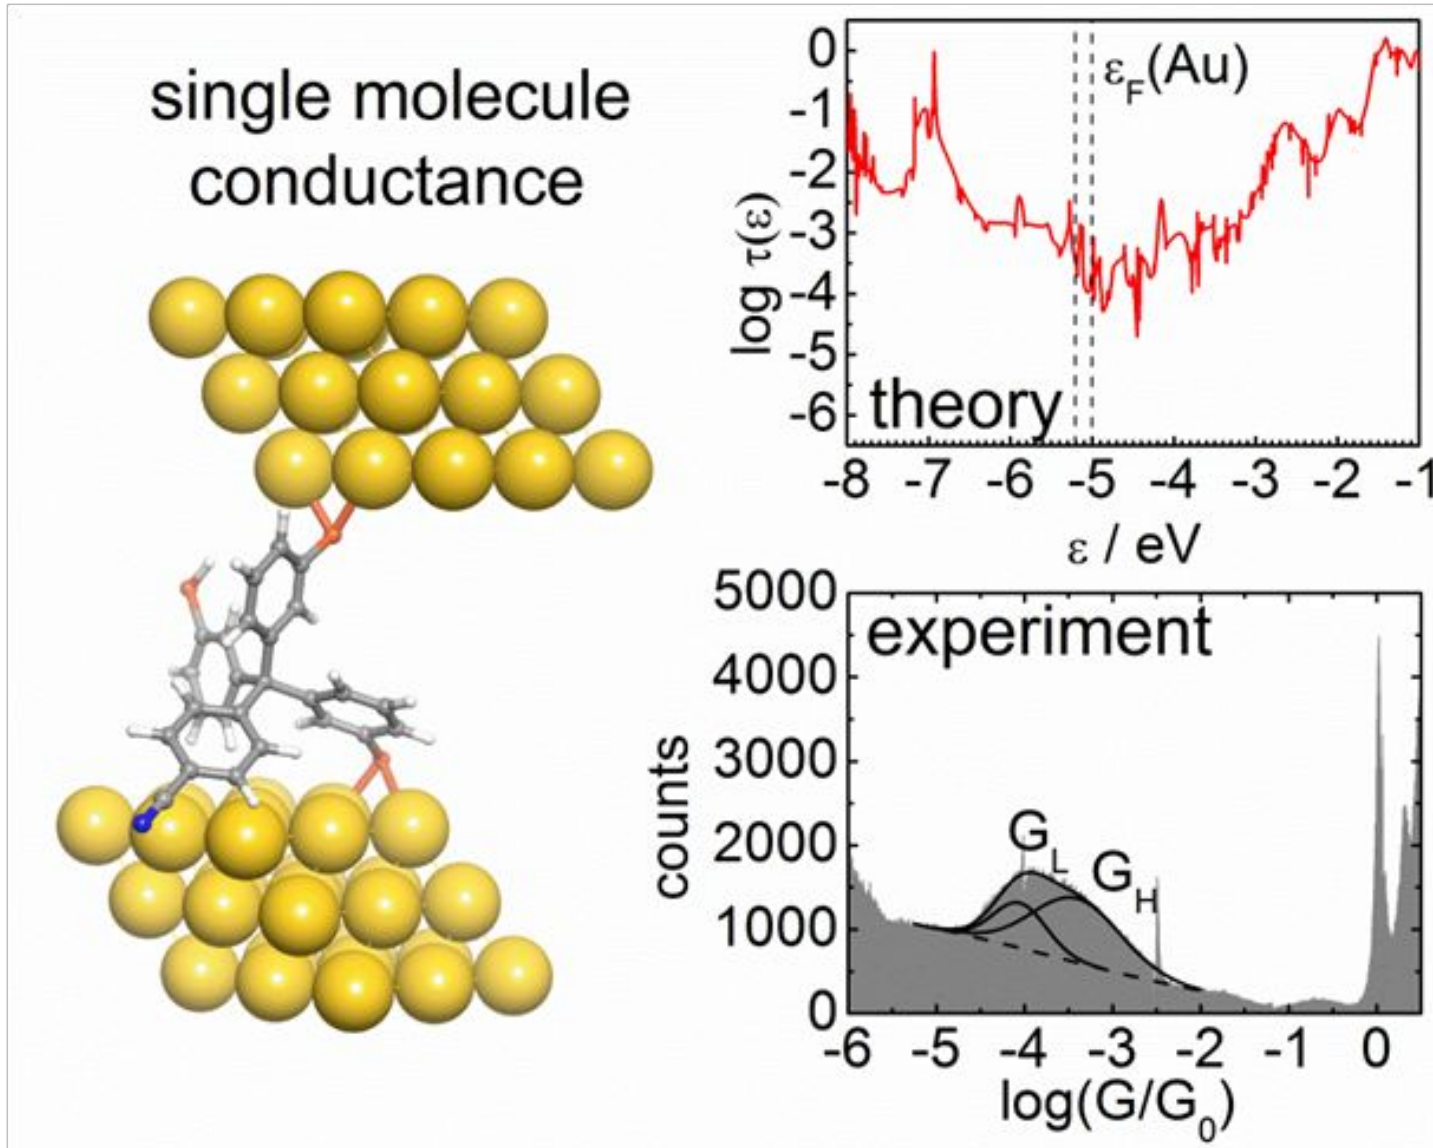 single molecule
conductance
0
-1
-2
-3
-4
-5
-6
log τ(ε)
εF(Au)
theory
-8 -7 -6 -5 -4 -3 -2 -1
ε / eV
5000
4000
3000
2000
1000
0
counts
experiment
GL
GH
-6 -5 -4 -3 -2 -1 0
log(G/G0)